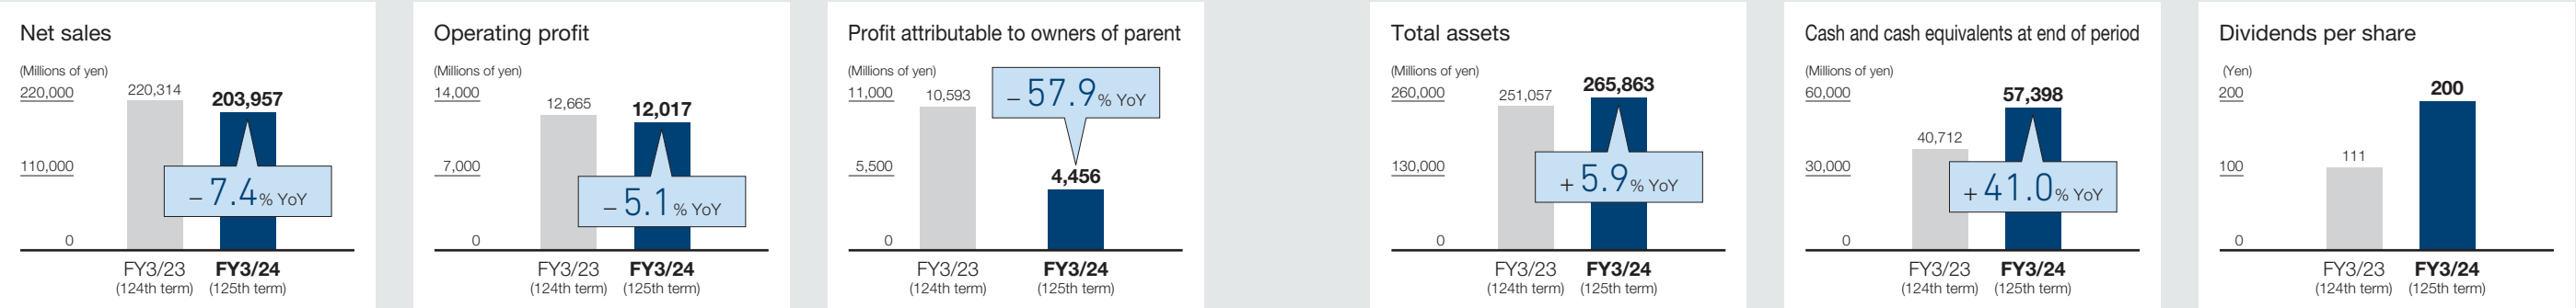 Net sales
(Millions of yen)
220,000
110,000
0
220,314
203,957
– 7.4% YoY
FY3/23
(124th term)
FY3/24
(125th term)
Operating profit
(Millions of yen)
14,000
7,000
0
12,665
12,017
– 5.1% YoY
FY3/23
(124th term)
FY3/24
(125th term)
Profit attributable to owners of parent
(Millions of yen)
11,000
5,500
0
10,593
– 57.9% YoY
4,456
FY3/23
(124th term)
FY3/24
(125th term)
Total assets
(Millions of yen)
260,000
130,000
0
251,057
265,863
+ 5.9% YoY
FY3/23
(124th term)
FY3/24
(125th term)
Cash and cash equivalents at end of period
(Millions of yen)
60,000
30,000
0
40,712
57,398
+ 41.0% YoY
FY3/23
(124th term)
FY3/24
(125th term)
Dividends per share
(Yen)
200
100
0
111
200
FY3/23
(124th term)
FY3/24
(125th term)